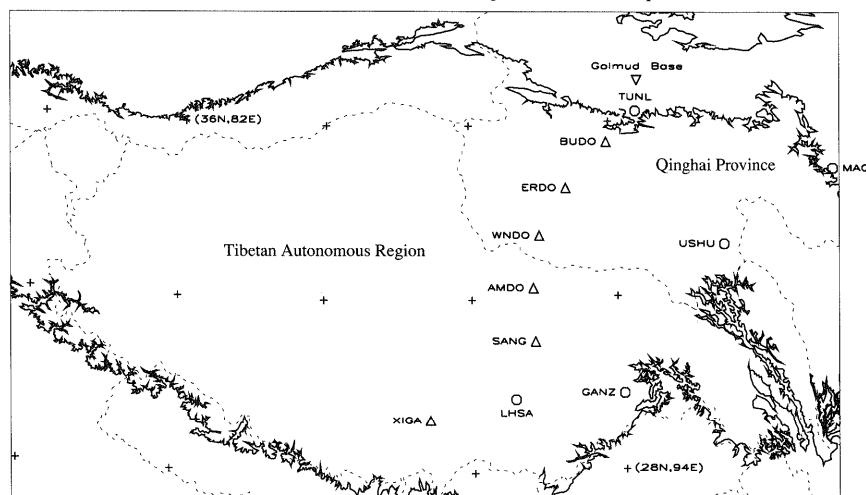 Golmud Base
TUNL
(36N,82E)
BUDO
Qinghai Province
MAQ
ERDO
WNDO
USHU
Tibetan Autonomous Region
AMDO
SANG
GANZ
LHSA
XIGA
(28N,94E)